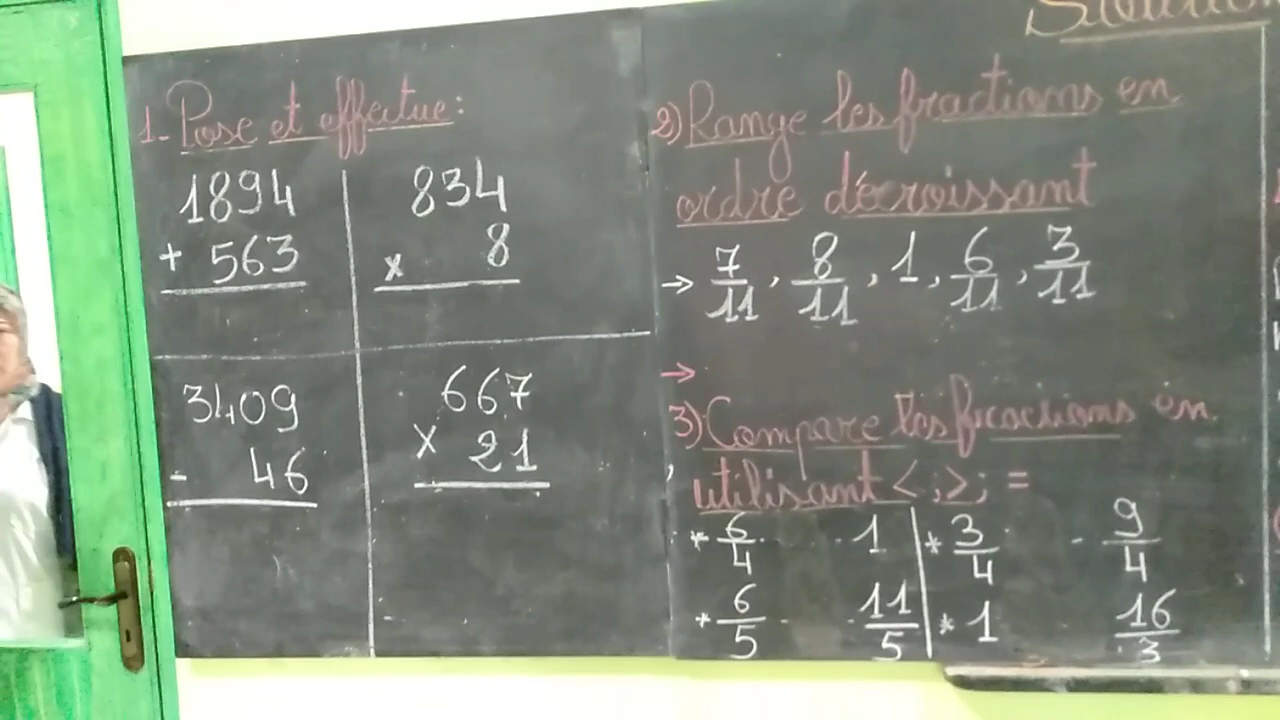 1- Pose et effectue:
1894
+ 563
834
x 8
3409
- 46
667
x 21
2) Range les fractions en
ordre décroissant
→ 7/11, 8/11, 1, 6/11, 3/11
→
3) Compare les fractions en
utilisant < ; > ; =
* 6/4 . . 1 | * 3/4 . . 9/4
* 6/5 . . 11/5 | * 1 16/3